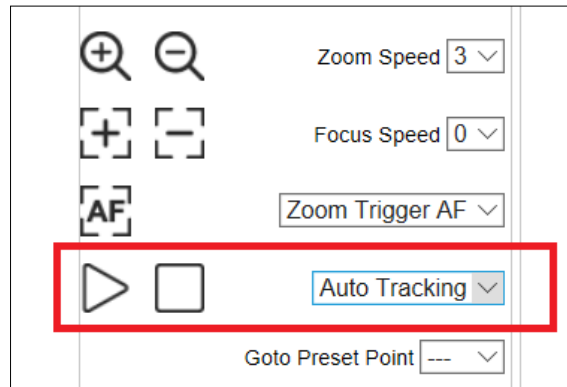 Zoom Speed 3
Focus Speed 0
AF Zoom Trigger AF
Auto Tracking
Goto Preset Point ---